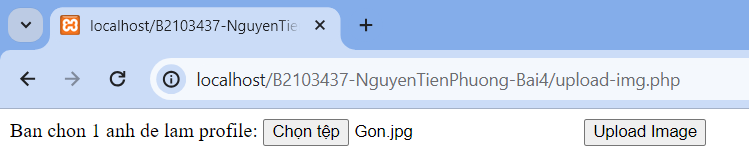 localhost/B2103437-NguyenTie
localhost/B2103437-NguyenTienPhuong-Bai4/upload-img.php
Ban chon 1 anh de lam profile: Chọn tệp Gon.jpg Upload Image